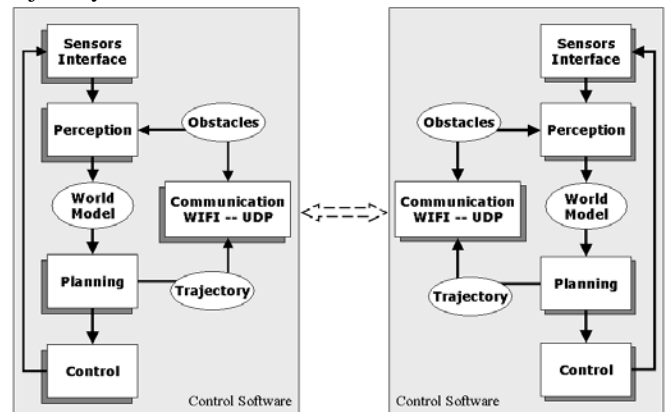 Sensors
Interface
Perception
Obstacles
World
Model
Communication
WIFI -- UDP
Planning
Trajectory
Control
Control Software
Sensors
Interface
Obstacles
Perception
Communication
WIFI -- UDP
World
Model
Planning
Trajectory
Control
Control Software